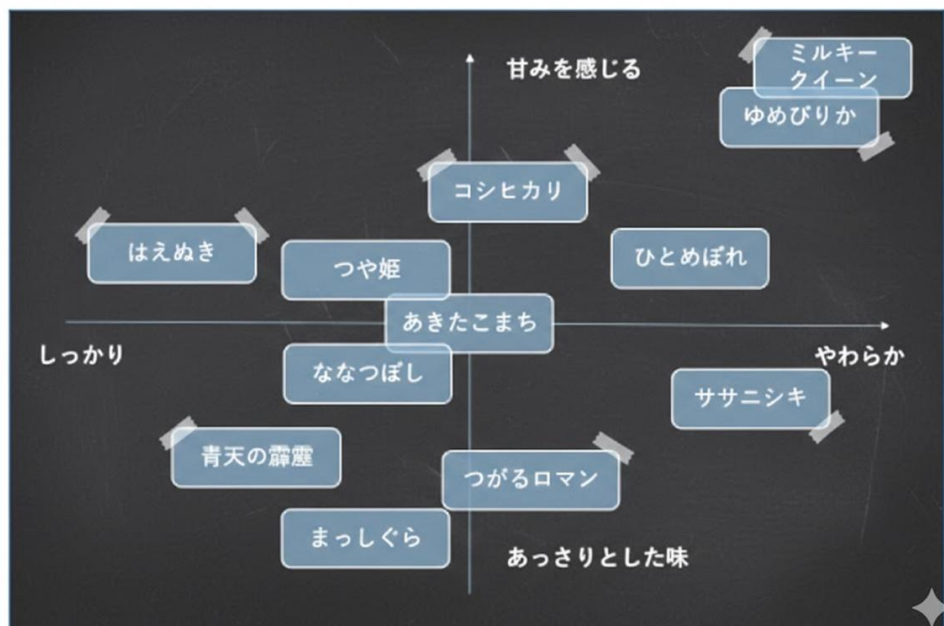 甘みを感じる
ミルキー
クイーン
ゆめぴりか
コシヒカリ
はえぬき
つや姫
ひとめぼれ
あきたこまち
しっかり
やわらか
ななつぼし
ササニシキ
青天の霹靂
つがるロマン
まっしぐら
あっさりとした味